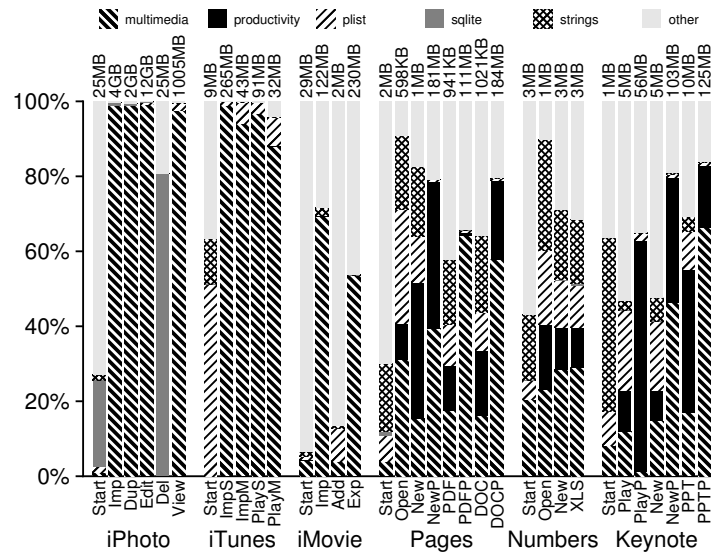 multimedia productivity plist sqlite strings other
25MB 4GB 2GB 12GB 25MB 1005MB 9MB 265MB 43MB 91MB 32MB 29MB 122MB 2MB 230MB 2MB 598KB 1MB 181MB 941KB 111MB 1021KB 184MB 3MB 1MB 3MB 3MB 1MB 5MB 56MB 5MB 103MB 10MB 125MB
100%
80%
60%
40%
20%
0%
Start Imp Dup Edit Del View Start ImpS ImpM PlayS PlayM Start Imp Add Exp Start Open New NewP PDF PDFP DOC DOCP Start Open New XLS Start Play PlayP New NewP PPT PPTP
iPhoto iTunes iMovie Pages Numbers Keynote